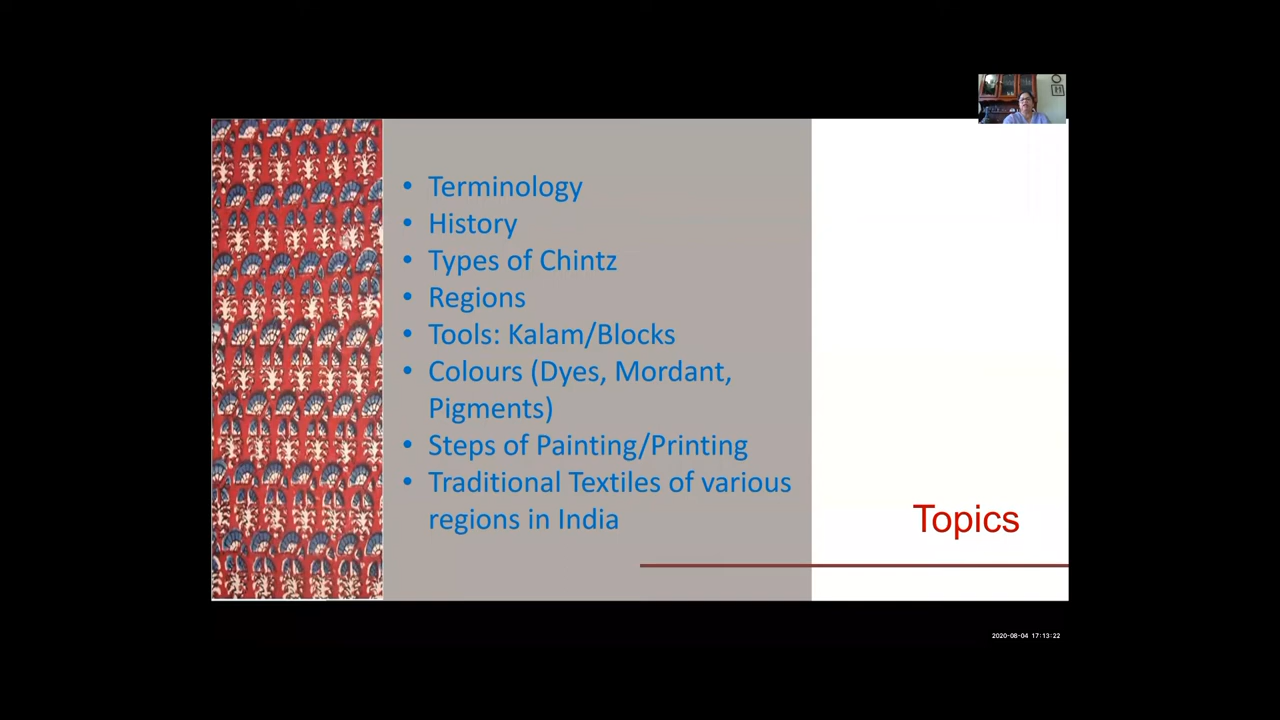 • Terminology
• History
• Types of Chintz
• Regions
• Tools: Kalam/Blocks
• Colours (Dyes, Mordant,
Pigments)
• Steps of Painting/Printing
• Traditional Textiles of various
regions in India
Topics
2020-08-04 17:13:22